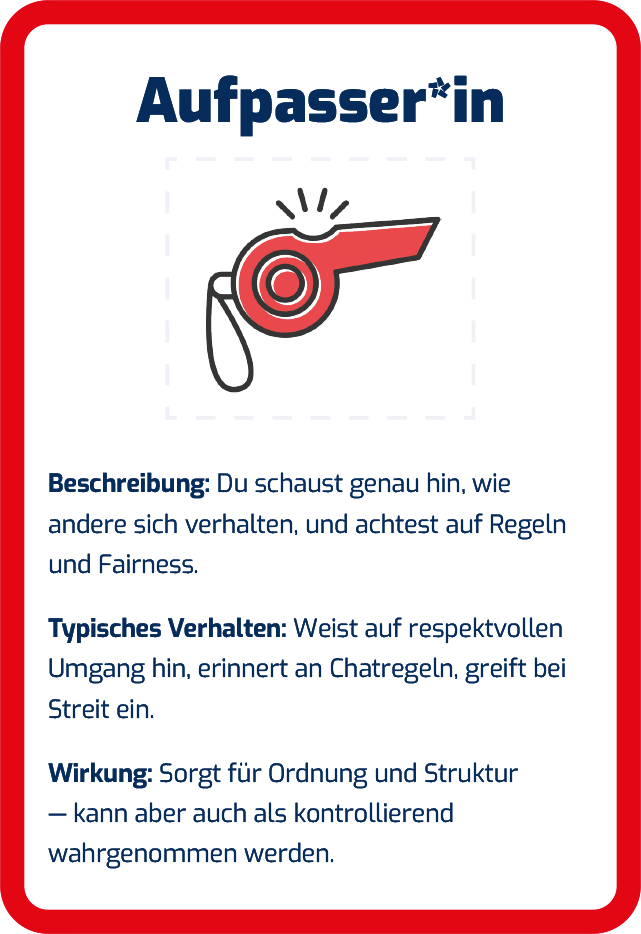 Aufpasser*in
Beschreibung: Du schaust genau hin, wie
andere sich verhalten, und achtest auf Regeln
und Fairness.
Typisches Verhalten: Weist auf respektvollen
Umgang hin, erinnert an Chatregeln, greift bei
Streit ein.
Wirkung: Sorgt für Ordnung und Struktur
– kann aber auch als kontrollierend
wahrgenommen werden.